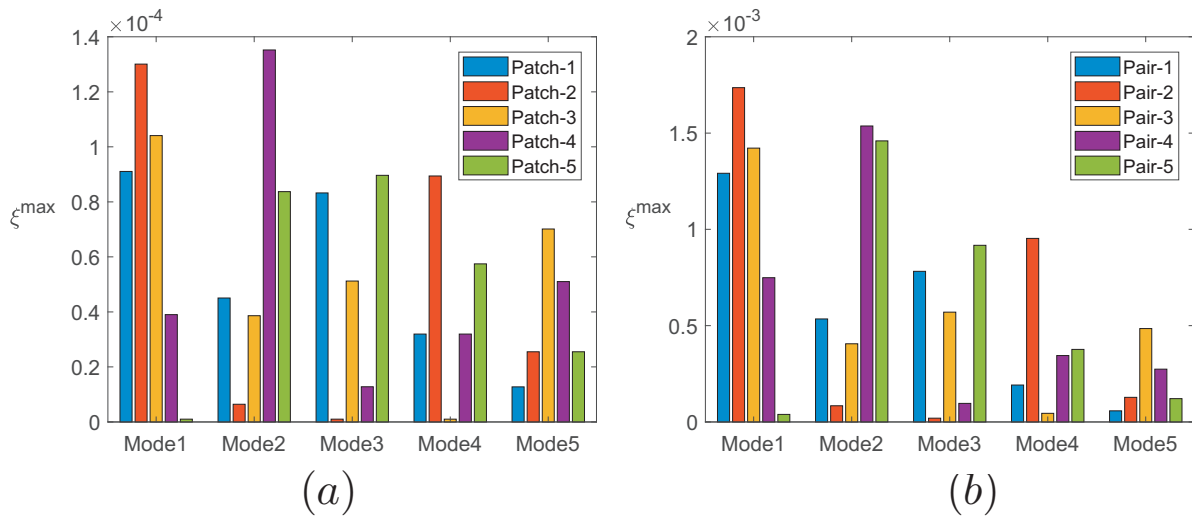 ×10⁻⁴
1.4
1.2
1
0.8
0.6
0.4
0.2
0
ξᵐᵃˣ
Patch-1
Patch-2
Patch-3
Patch-4
Patch-5
Mode1 Mode2 Mode3 Mode4 Mode5
(a)
×10⁻³
2
1.5
1
0.5
0
ξᵐᵃˣ
Pair-1
Pair-2
Pair-3
Pair-4
Pair-5
Mode1 Mode2 Mode3 Mode4 Mode5
(b)